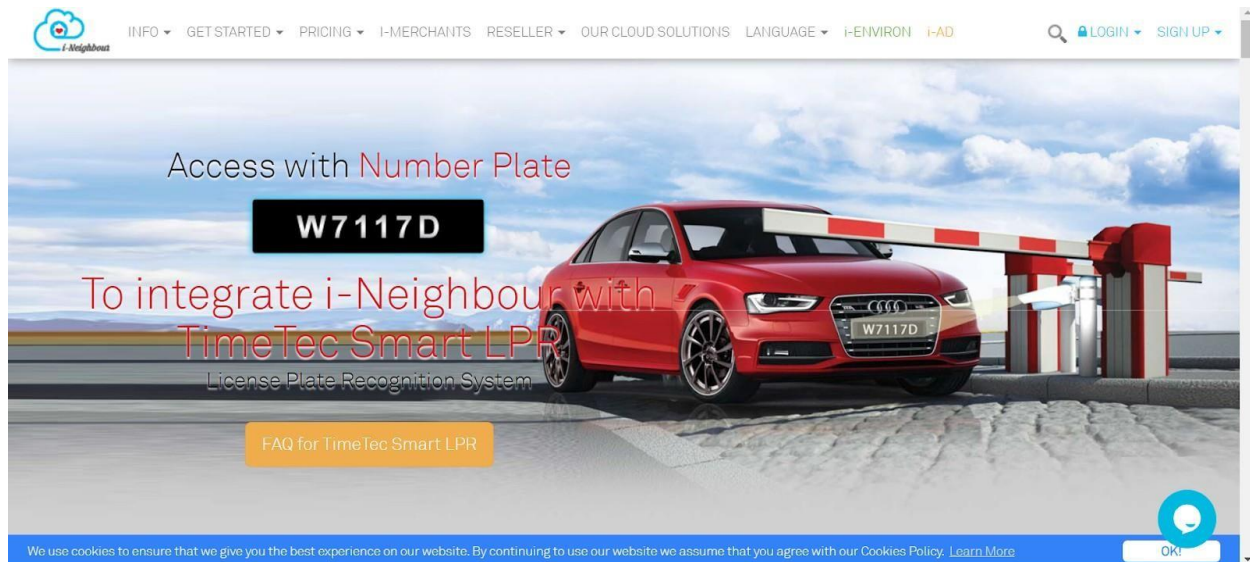 i-Neighbour
INFO GET STARTED PRICING I-MERCHANTS RESELLER OUR CLOUD SOLUTIONS LANGUAGE i-ENVIRON i-AD LOGIN SIGN UP
Access with Number Plate
W7117D
To integrate i-Neighbour with
TimeTec Smart LPR
License Plate Recognition System
W7117D
FAQ for TimeTec Smart LPR
We use cookies to ensure that we give you the best experience on our website. By continuing to use our website we assume that you agree with our Cookies Policy. Learn More OK!